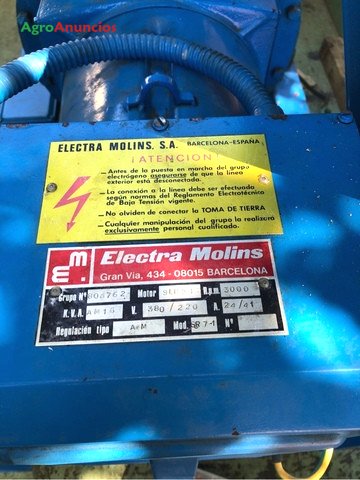 AgroAnuncios
ELECTRA MOLINS, S.A. BARCELONA-ESPAÑA
¡ATENCION!
— Antes de la puesta en marcha del grupo
electrógeno asegurarse de que la línea
exterior está desconectada.
— La conexión a la línea debe ser efectuada
según normas del Reglamento Electrotécnico
de Baja Tensión vigente.
— No olviden de conectar la TOMA DE TIERRA
— Cualquier manipulación del grupo la realizará
exclusivamente personal cualificado.
EM. Electra Molins
Gran Via, 434 - 08015 BARCELONA
Grupo Nº Motor R.p.m. 3000
K.V.A. V. 380/220 A. 24/41
Regulación tipo A+M Mod.